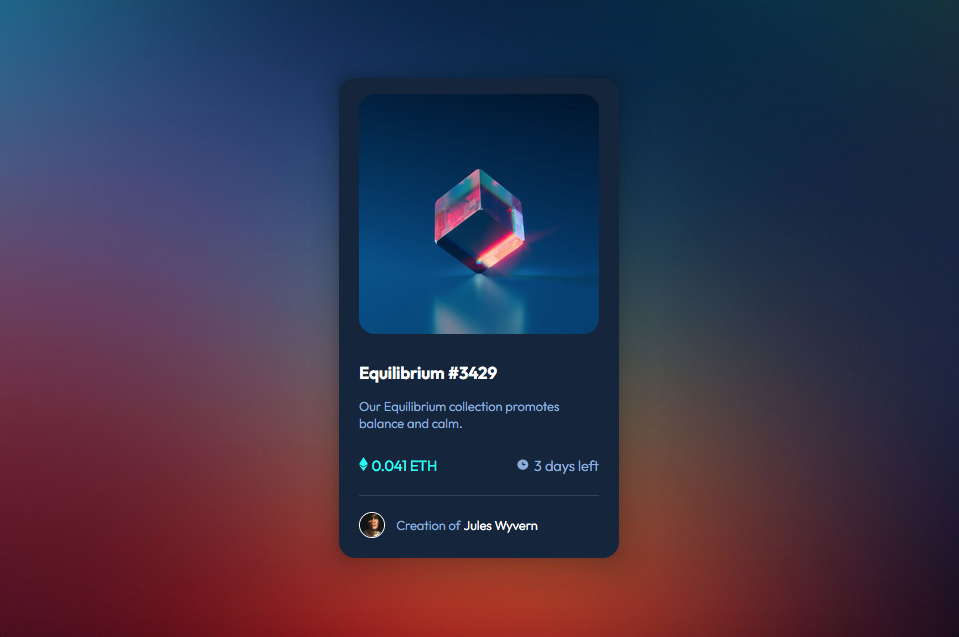 Equilibrium #3429
Our Equilibrium collection promotes
balance and calm.
0.041 ETH
3 days left
Creation of Jules Wyvern